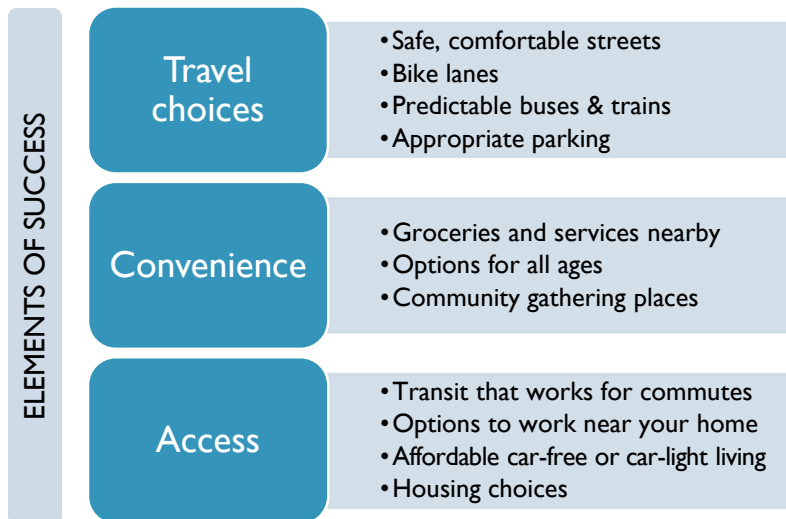 ELEMENTS OF SUCCESS
Travel
choices
•Safe, comfortable streets
•Bike lanes
•Predictable buses & trains
•Appropriate parking
Convenience
•Groceries and services nearby
•Options for all ages
•Community gathering places
Access
•Transit that works for commutes
•Options to work near your home
•Affordable car-free or car-light living
•Housing choices